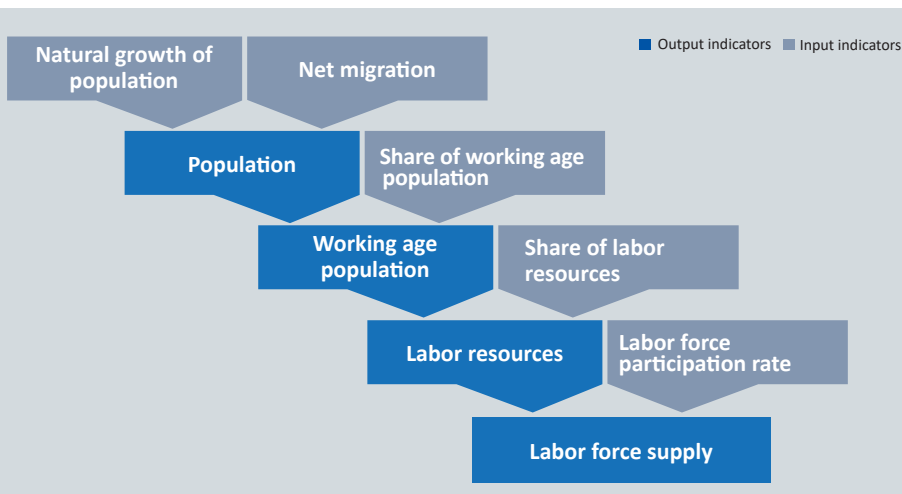 Output indicators
Input indicators
Natural growth of
population
Net migration
Population
Share of working age
population
Working age
population
Share of labor
resources
Labor resources
Labor force
participation rate
Labor force supply